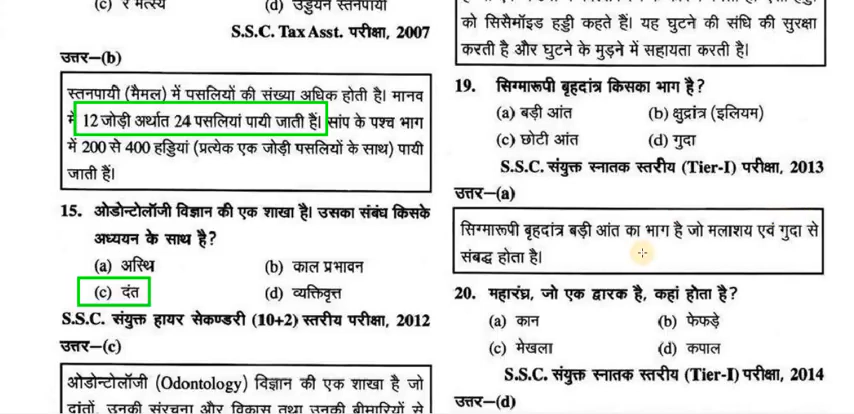 (c) र मत्स्य
(d) उड्डयन स्तनपायी
S.S.C. Tax Asst. परीक्षा, 2007
उत्तर—(b)
स्तनपायी (मैमल) में पसलियों की संख्या अधिक होती है। मानव
में 12 जोड़ी अर्थात 24 पसलियां पायी जाती हैं। सांप के पश्च भाग
में 200 से 400 हड्डियां (प्रत्येक एक जोड़ी पसलियों के साथ) पायी
जाती हैं।
15. ओडोन्टोलॉजी विज्ञान की एक शाखा है। उसका संबंध किसके
अध्ययन के साथ है?
(a) अस्थि
(b) काल प्रभावन
(c) दंत
(d) व्यक्तिवृत्त
S.S.C. संयुक्त हायर सेकण्डरी (10+2) स्तरीय परीक्षा, 2012
उत्तर—(c)
ओडोन्टोलॉजी (Odontology) विज्ञान की एक शाखा है जो
दांतों, उनकी संरचना और विकास तथा उनकी बीमारियों से
को सिसैमॉइड हड्डी कहते हैं। यह घुटने की संधि की सुरक्षा
करती है और घुटने के मुड़ने में सहायता करती है।
19. सिग्मारूपी बृहदांत्र किसका भाग है?
(a) बड़ी आंत
(b) क्षुद्रांत्र (इलियम)
(c) छोटी आंत
(d) गुदा
S.S.C. संयुक्त स्नातक स्तरीय (Tier-I) परीक्षा, 2013
उत्तर—(a)
सिग्मारूपी बृहदांत्र बड़ी आंत का भाग है जो मलाशय एवं गुदा से
संबद्ध होता है।
20. महारंध्र, जो एक द्वारक है, कहां होता है?
(a) कान
(b) फेफड़े
(c) मेखला
(d) कपाल
S.S.C. संयुक्त स्नातक स्तरीय (Tier-I) परीक्षा, 2014
उत्तर—(d)